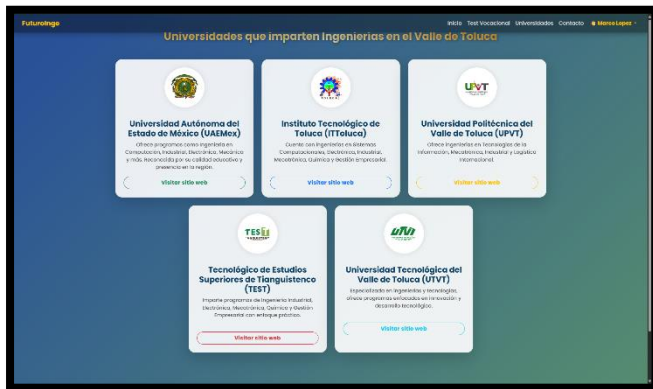 FuturoInge
Inicio Test Vocacional Universidades Contacto Marco Lopez
Universidades que imparten Ingenierías en el Valle de Toluca
Universidad Autónoma del
Estado de México (UAEMex)
Ofrece programas como Ingeniería en
Computación, Industrial, Electrónica, Mecánica
y más. Reconocida por su calidad educativa y
presencia en la región.
Visitar sitio web
Instituto Tecnológico de
Toluca (ITToluca)
Cuenta con ingenierías en Sistemas
Computacionales, Electrónica, Industrial,
Mecatrónica, Química y Gestión Empresarial.
Visitar sitio web
UPVT
Universidad Politécnica del
Valle de Toluca (UPVT)
Ofrece ingenierías en Tecnologías de la
Información, Mecatrónica, Industrial y Logística
Internacional.
Visitar sitio web
TEST
Tecnológico de Estudios
Superiores de Tianguistenco
(TEST)
Imparte programas de Ingeniería Industrial,
Electrónica, Mecatrónica, Química y Gestión
Empresarial con enfoque práctico.
Visitar sitio web
UTVT
Universidad Tecnológica del
Valle de Toluca (UTVT)
Especializada en ingenierías y tecnologías,
ofrece programas enfocados en innovación y
desarrollo tecnológico.
Visitar sitio web